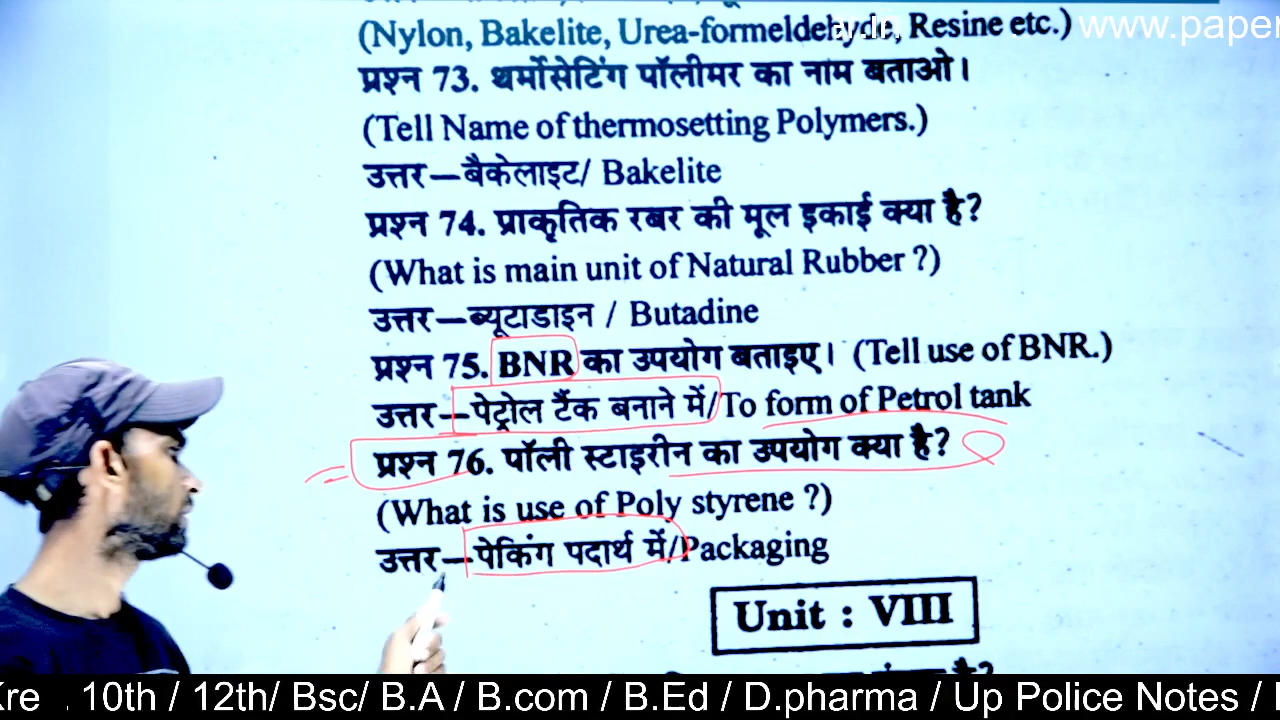 (Nylon, Bakelite, Urea-formeldehyde, Resine etc.)
www.paper
प्रश्न 73. थर्मोसेटिंग पॉलीमर का नाम बताओ।
(Tell Name of thermosetting Polymers.)
उत्तर—बैकेलाइट/ Bakelite
प्रश्न 74. प्राकृतिक रबर की मूल इकाई क्या है?
(What is main unit of Natural Rubber ?)
उत्तर—ब्यूटाडाइन / Butadine
प्रश्न 75. BNR का उपयोग बताइए। (Tell use of BNR.)
उत्तर—पेट्रोल टैंक बनाने में/To form of Petrol tank
प्रश्न 76. पॉली स्टाइरीन का उपयोग क्या है?
(What is use of Poly styrene ?)
उत्तर—पेकिंग पदार्थ में/Packaging
Unit : VIII
Kre . 10th / 12th/ Bsc/ B.A / B.com / B.Ed / D.pharma / Up Police Notes /